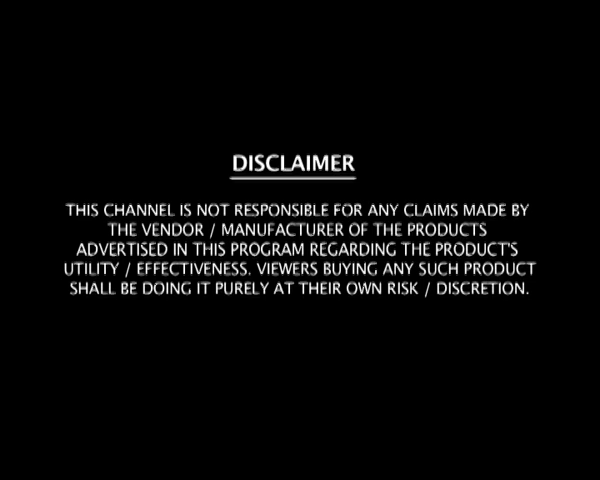 DISCLAIMER
THIS CHANNEL IS NOT RESPONSIBLE FOR ANY CLAIMS MADE BY
THE VENDOR / MANUFACTURER OF THE PRODUCTS
ADVERTISED IN THIS PROGRAM REGARDING THE PRODUCT'S
UTILITY / EFFECTIVENESS. VIEWERS BUYING ANY SUCH PRODUCT
SHALL BE DOING IT PURELY AT THEIR OWN RISK / DISCRETION.